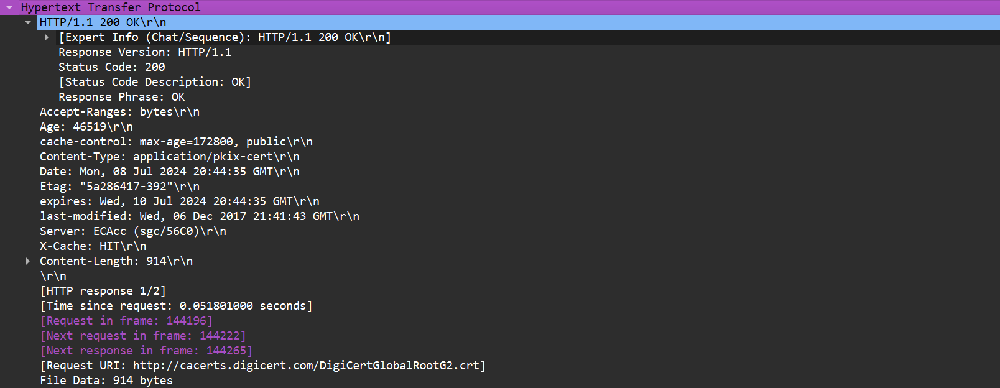 Hypertext Transfer Protocol
HTTP/1.1 200 OK\r\n
[Expert Info (Chat/Sequence): HTTP/1.1 200 OK\r\n]
Response Version: HTTP/1.1
Status Code: 200
[Status Code Description: OK]
Response Phrase: OK
Accept-Ranges: bytes\r\n
Age: 46519\r\n
cache-control: max-age=172800, public\r\n
Content-Type: application/pkix-cert\r\n
Date: Mon, 08 Jul 2024 20:44:35 GMT\r\n
Etag: "5a286417-392"\r\n
expires: Wed, 10 Jul 2024 20:44:35 GMT\r\n
last-modified: Wed, 06 Dec 2017 21:41:43 GMT\r\n
Server: ECAcc (sgc/56C0)\r\n
X-Cache: HIT\r\n
Content-Length: 914\r\n
\r\n
[HTTP response 1/2]
[Time since request: 0.051801000 seconds]
[Request in frame: 144196]
[Next request in frame: 144222]
[Next response in frame: 144265]
[Request URI: http://cacerts.digicert.com/DigiCertGlobalRootG2.crt]
File Data: 914 bytes